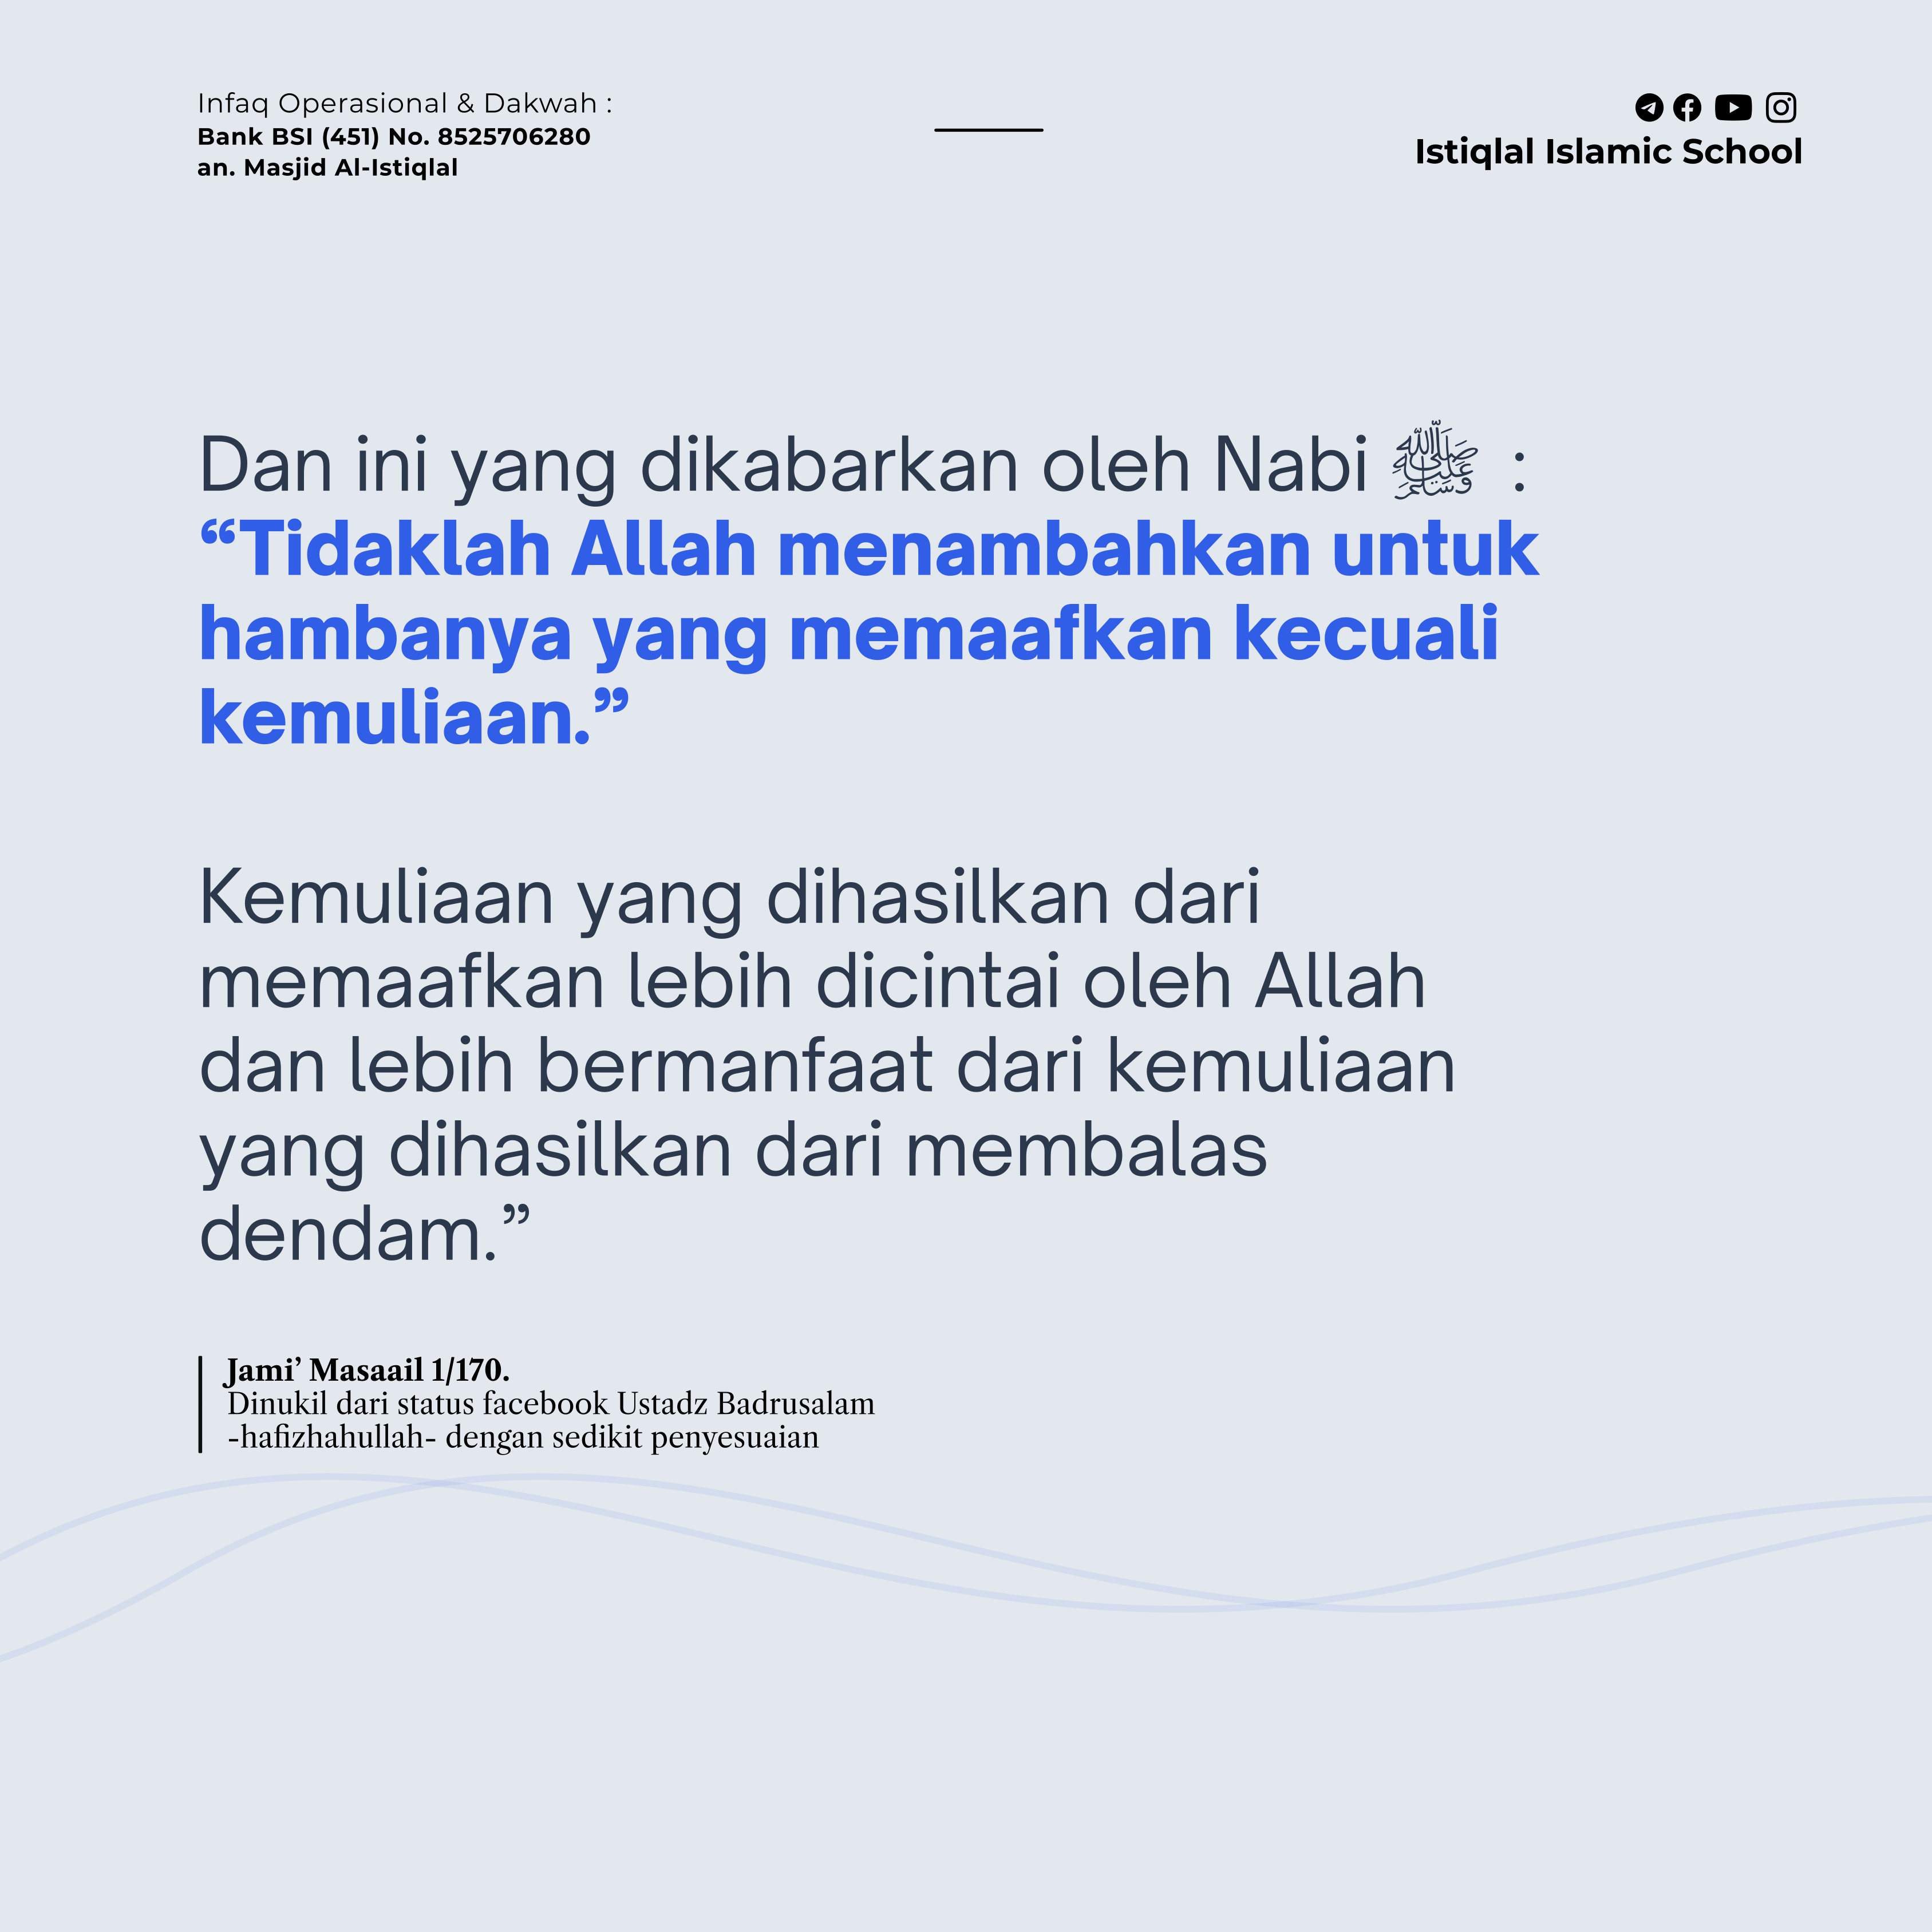 Infaq Operasional & Dakwah :
Bank BSI (451) No. 8525706280
an. Masjid Al-Istiqlal
Istiqlal Islamic School
Dan ini yang dikabarkan oleh Nabi ﷺ :
“Tidaklah Allah menambahkan untuk
hambanya yang memaafkan kecuali
kemuliaan.”
Kemuliaan yang dihasilkan dari
memaafkan lebih dicintai oleh Allah
dan lebih bermanfaat dari kemuliaan
yang dihasilkan dari membalas
dendam.”
Jami’ Masaail 1/170.
Dinukil dari status facebook Ustadz Badrusalam
-hafizhahullah- dengan sedikit penyesuaian